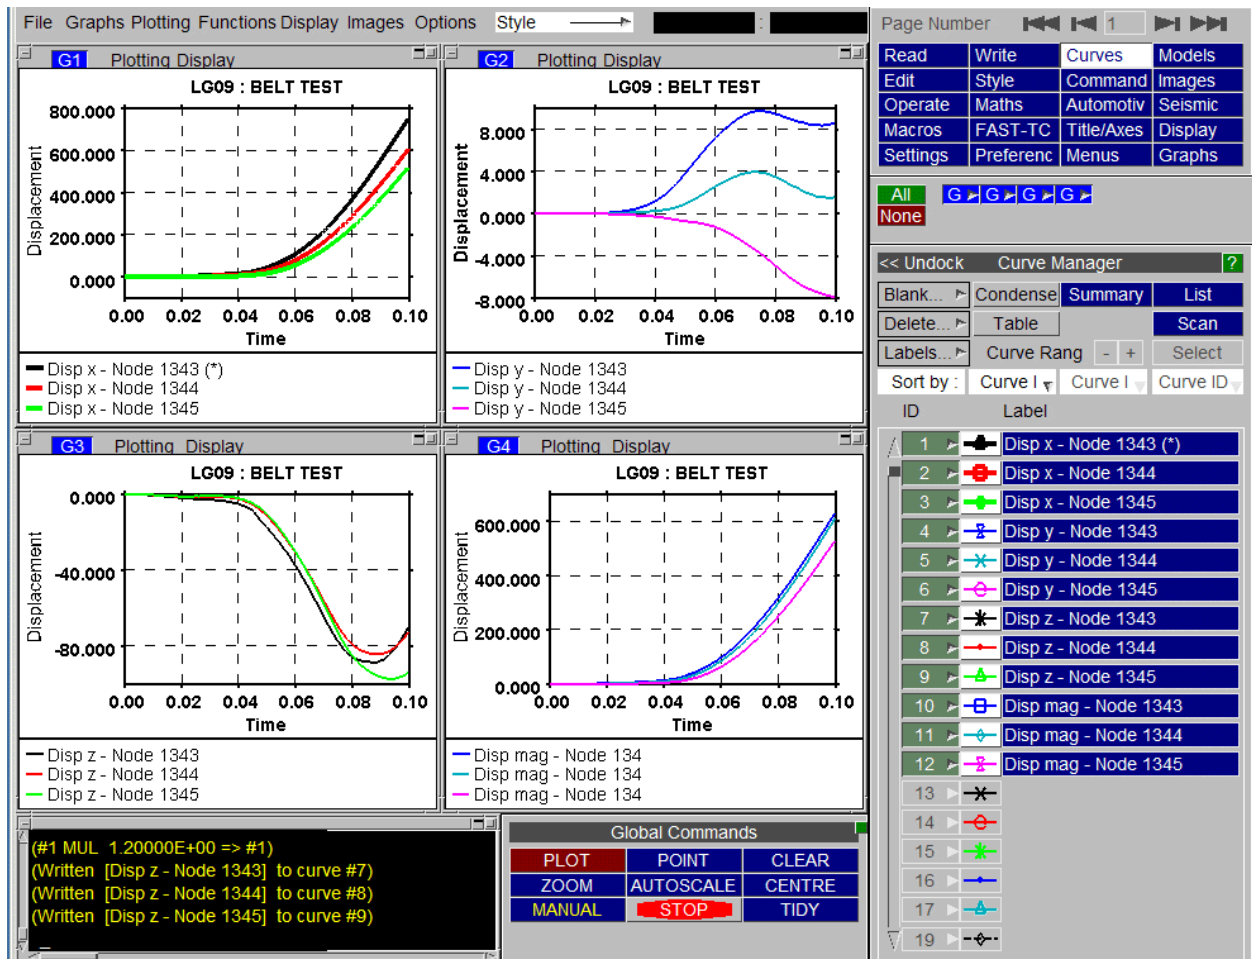 File Graphs Plotting Functions Display Images Options Style :
G1 Plotting Display
LG09 : BELT TEST
800.000
600.000
400.000
200.000
0.000
Displacement
0.00 0.02 0.04 0.06 0.08 0.10
Time
Disp x - Node 1343 (*)
Disp x - Node 1344
Disp x - Node 1345
G2 Plotting Display
LG09 : BELT TEST
8.000
4.000
0.000
-4.000
-8.000
Displacement
0.00 0.02 0.04 0.06 0.08 0.10
Time
Disp y - Node 1343
Disp y - Node 1344
Disp y - Node 1345
G3 Plotting Display
LG09 : BELT TEST
0.000
-40.000
-80.000
Displacement
0.00 0.02 0.04 0.06 0.08 0.10
Time
Disp z - Node 1343
Disp z - Node 1344
Disp z - Node 1345
G4 Plotting Display
LG09 : BELT TEST
600.000
400.000
200.000
0.000
Displacement
0.00 0.02 0.04 0.06 0.08 0.10
Time
Disp mag - Node 134
Disp mag - Node 134
Disp mag - Node 134
(#1 MUL 1.20000E+00 => #1)
(Written [Disp z - Node 1343] to curve #7)
(Written [Disp z - Node 1344] to curve #8)
(Written [Disp z - Node 1345] to curve #9)
_
Global Commands
PLOT POINT CLEAR
ZOOM AUTOSCALE CENTRE
MANUAL STOP TIDY
Page Number 1
Read Write Curves Models
Edit Style Command Images
Operate Maths Automotiv Seismic
Macros FAST-TC Title/Axes Display
Settings Preferenc Menus Graphs
All G G G G
None
<< Undock Curve Manager ?
Blank... Condense Summary List
Delete... Table Scan
Labels... Curve Rang - + Select
Sort by : Curve I Curve I Curve ID
ID Label
1 Disp x - Node 1343 (*)
2 Disp x - Node 1344
3 Disp x - Node 1345
4 Disp y - Node 1343
5 Disp y - Node 1344
6 Disp y - Node 1345
7 Disp z - Node 1343
8 Disp z - Node 1344
9 Disp z - Node 1345
10 Disp mag - Node 1343
11 Disp mag - Node 1344
12 Disp mag - Node 1345
13
14
15
16
17
19